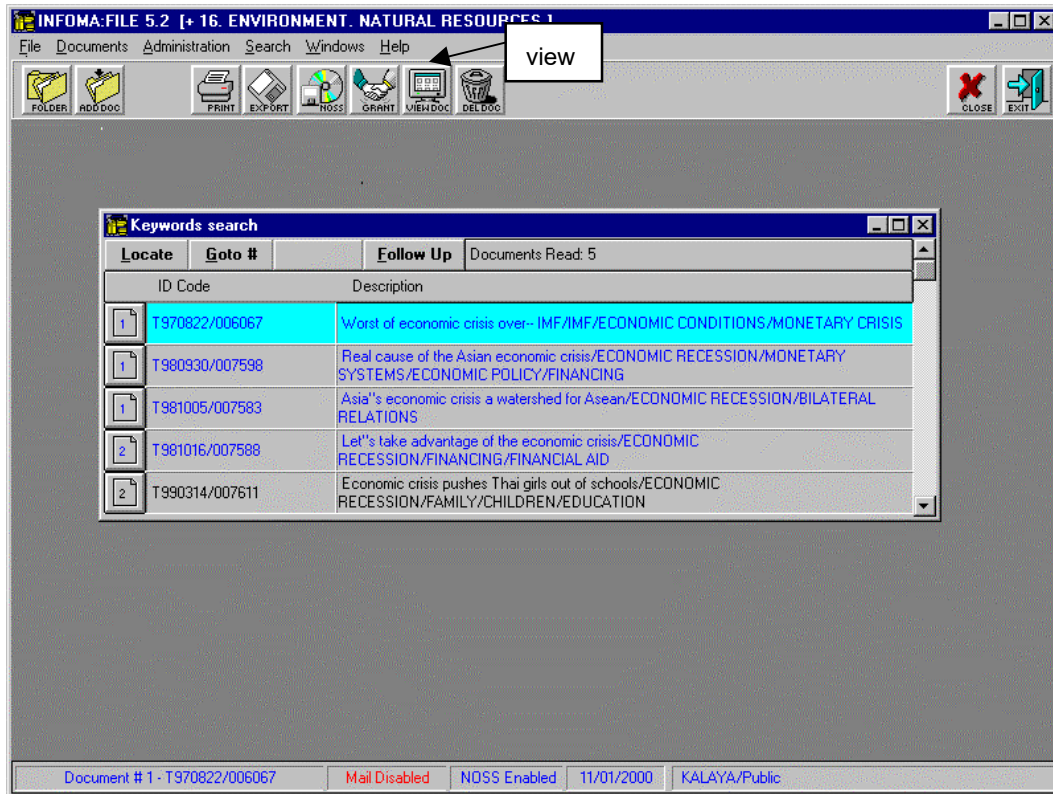 INFOMA:FILE 5.2 [+ 16. ENVIRONMENT. NATURAL RESOURCES ]
File Documents Administration Search Windows Help
view
FOLDER ADD DOC PRINT EXPORT NOSS GRANT VIEW DOC DEL DOC CLOSE EXIT
Keywords search
Locate Goto # Follow Up Documents Read: 5
ID Code Description
1 T970822/006067 Worst of economic crisis over-- IMF/IMF/ECONOMIC CONDITIONS/MONETARY CRISIS
1 T980930/007598 Real cause of the Asian economic crisis/ECONOMIC RECESSION/MONETARY
SYSTEMS/ECONOMIC POLICY/FINANCING
1 T981005/007583 Asia"s economic crisis a watershed for Asean/ECONOMIC RECESSION/BILATERAL
RELATIONS
2 T981016/007588 Let"s take advantage of the economic crisis/ECONOMIC
RECESSION/FINANCING/FINANCIAL AID
2 T990314/007611 Economic crisis pushes Thai girls out of schools/ECONOMIC
RECESSION/FAMILY/CHILDREN/EDUCATION
Document # 1 - T970822/006067 Mail Disabled NOSS Enabled 11/01/2000 KALAYA/Public